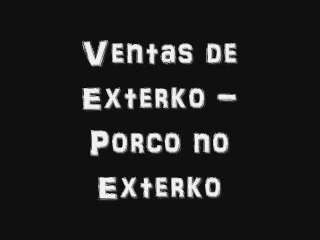 Ventas de
Exterko –
Porco no
Exterko